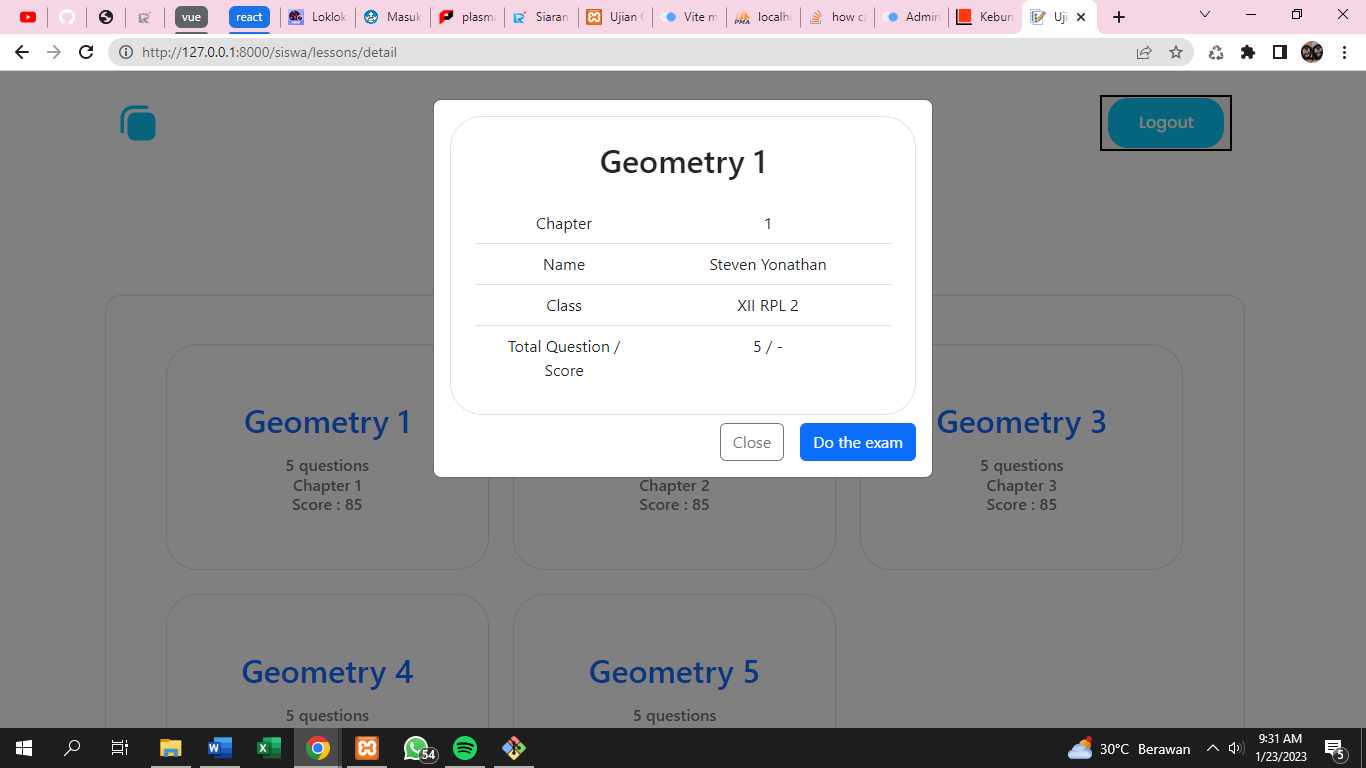 vue
react
Loklok
Masuk
plasma
Siaran
Ujian
Vite m
localho
how ca
Admin
Kebun
Uji
http://127.0.0.1:8000/siswa/lessons/detail
Logout
Geometry 1
Chapter 1
Name Steven Yonathan
Class XII RPL 2
Total Question / 5 / -
Score
Close Do the exam
Geometry 1
5 questions
Chapter 1
Score : 85
Chapter 2
Score : 85
Geometry 3
5 questions
Chapter 3
Score : 85
Geometry 4
5 questions
Geometry 5
5 questions
54
30°C Berawan
9:31 AM
1/23/2023
5